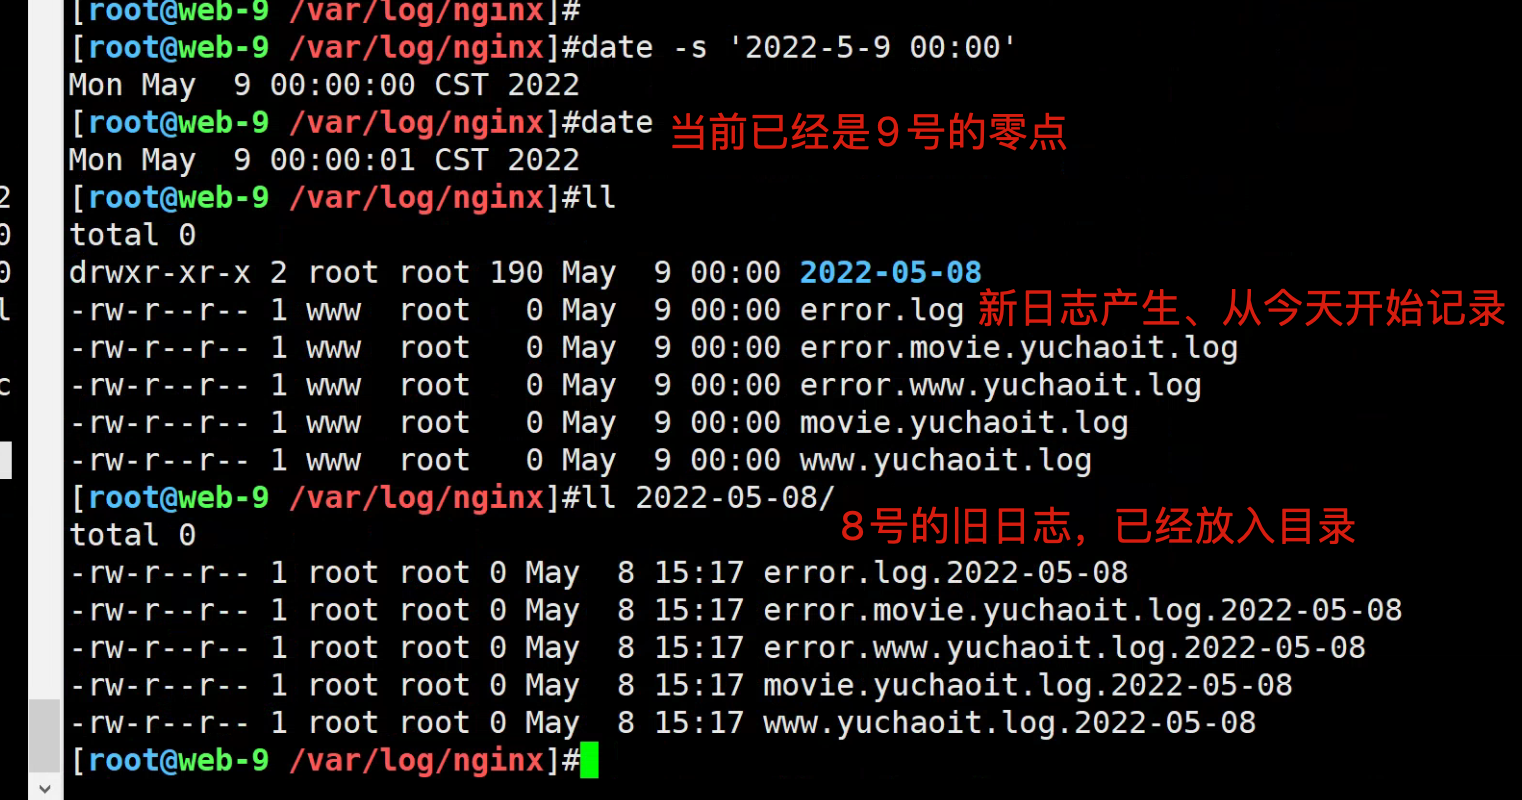 [root@web-9 /var/log/nginx]#
[root@web-9 /var/log/nginx]#date -s '2022-5-9 00:00'
Mon May  9 00:00:00 CST 2022
[root@web-9 /var/log/nginx]#date 当前已经是9号的零点
Mon May  9 00:00:01 CST 2022
[root@web-9 /var/log/nginx]#ll
total 0
drwxr-xr-x 2 root root 190 May  9 00:00 2022-05-08
-rw-r--r-- 1 www  root   0 May  9 00:00 error.log 新日志产生、从今天开始记录
-rw-r--r-- 1 www  root   0 May  9 00:00 error.movie.yuchaoit.log
-rw-r--r-- 1 www  root   0 May  9 00:00 error.www.yuchaoit.log
-rw-r--r-- 1 www  root   0 May  9 00:00 movie.yuchaoit.log
-rw-r--r-- 1 www  root   0 May  9 00:00 www.yuchaoit.log
[root@web-9 /var/log/nginx]#ll 2022-05-08/
8号的旧日志，已经放入目录
total 0
-rw-r--r-- 1 root root 0 May  8 15:17 error.log.2022-05-08
-rw-r--r-- 1 root root 0 May  8 15:17 error.movie.yuchaoit.log.2022-05-08
-rw-r--r-- 1 root root 0 May  8 15:17 error.www.yuchaoit.log.2022-05-08
-rw-r--r-- 1 root root 0 May  8 15:17 movie.yuchaoit.log.2022-05-08
-rw-r--r-- 1 root root 0 May  8 15:17 www.yuchaoit.log.2022-05-08
[root@web-9 /var/log/nginx]#